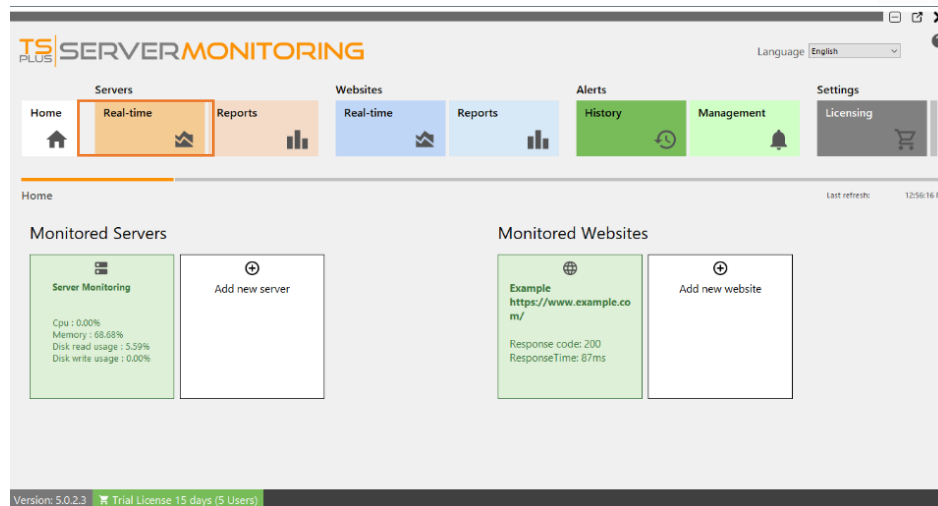 TS PLUS SERVERMONITORING
Language English
Servers Websites Alerts Settings
Home Real-time Reports Real-time Reports History Management Licensing
Home
Last refresh: 12:56:16
Monitored Servers
Server Monitoring
Cpu : 0.00%
Memory : 68.68%
Disk read usage : 5.59%
Disk write usage : 0.00%
Add new server
Monitored Websites
Example
https://www.example.co
m/
Response code: 200
ResponseTime: 87ms
Add new website
Version: 5.0.2.3 Trial License 15 days (5 Users)